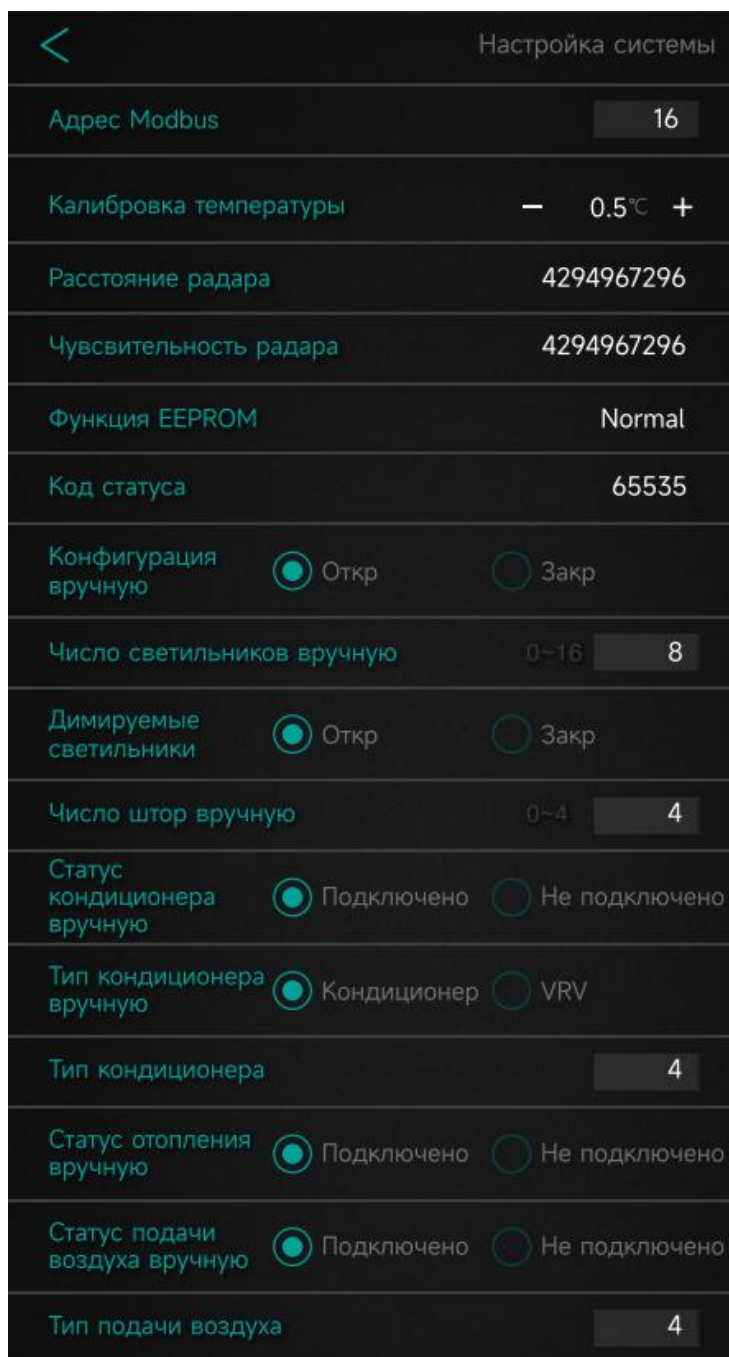 Настройка системы
Адрес Modbus 16
Калибровка температуры − 0.5℃ +
Расстояние радара 4294967296
Чувсвительность радара 4294967296
Функция EEPROM Normal
Код статуса 65535
Конфигурация
вручную
Откр Закр
Число светильников вручную 0~16 8
Димируемые
светильники
Откр Закр
Число штор вручную 0~4 4
Статус
кондиционера
вручную
Подключено Не подключено
Тип кондиционера
вручную
Кондиционер VRV
Тип кондиционера 4
Статус отопления
вручную
Подключено Не подключено
Статус подачи
воздуха вручную
Подключено Не подключено
Тип подачи воздуха 4